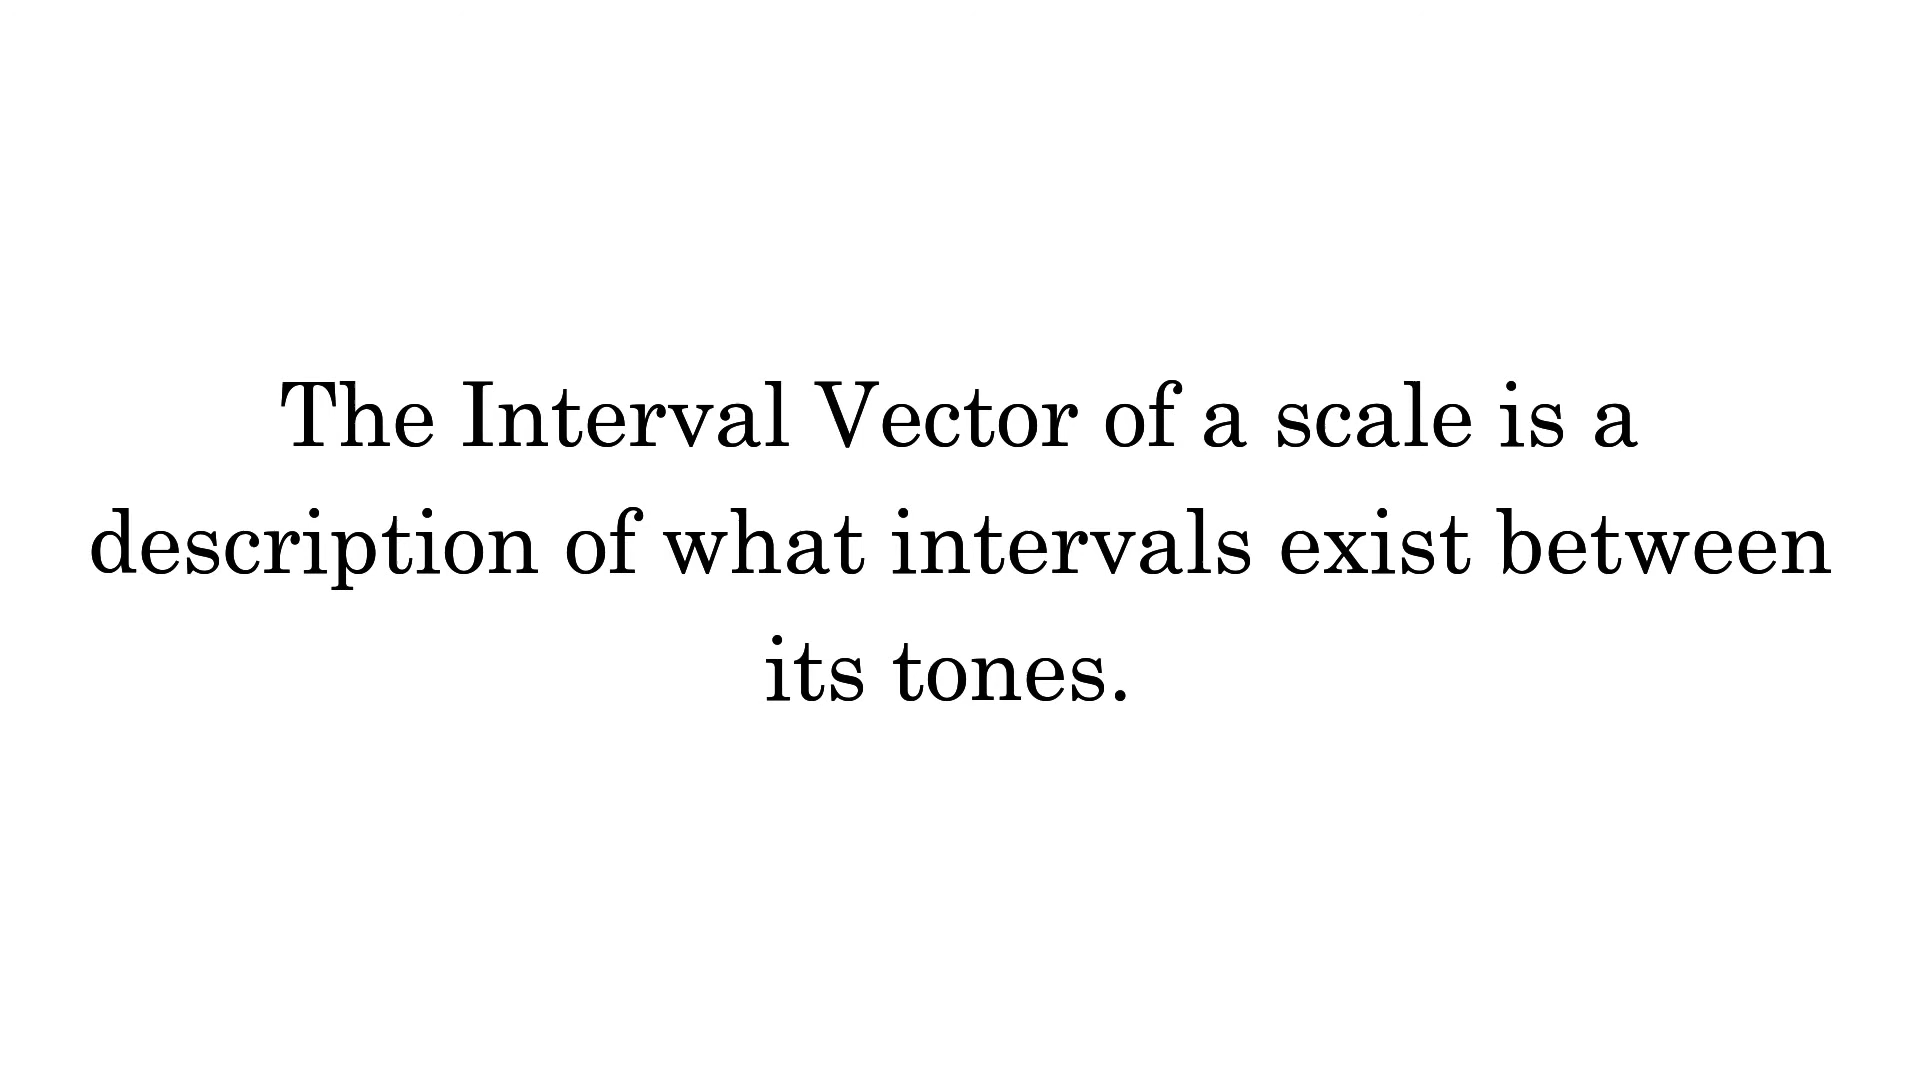 The Interval Vector of a scale is a
description of what intervals exist between
its tones.